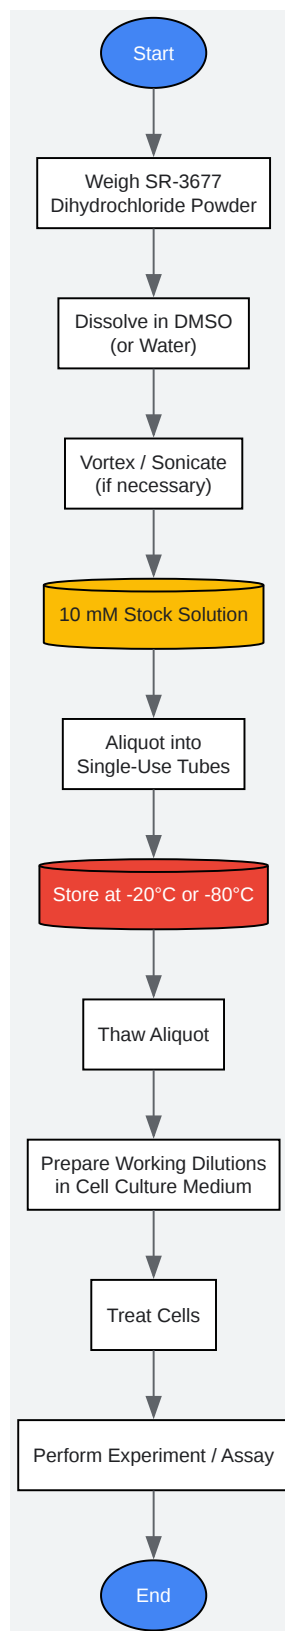 Start
Weigh SR-3677
Dihydrochloride Powder
Dissolve in DMSO
(or Water)
Vortex / Sonicate
(if necessary)
10 mM Stock Solution
Aliquot into
Single-Use Tubes
Store at -20°C or -80°C
Thaw Aliquot
Prepare Working Dilutions
in Cell Culture Medium
Treat Cells
Perform Experiment / Assay
End